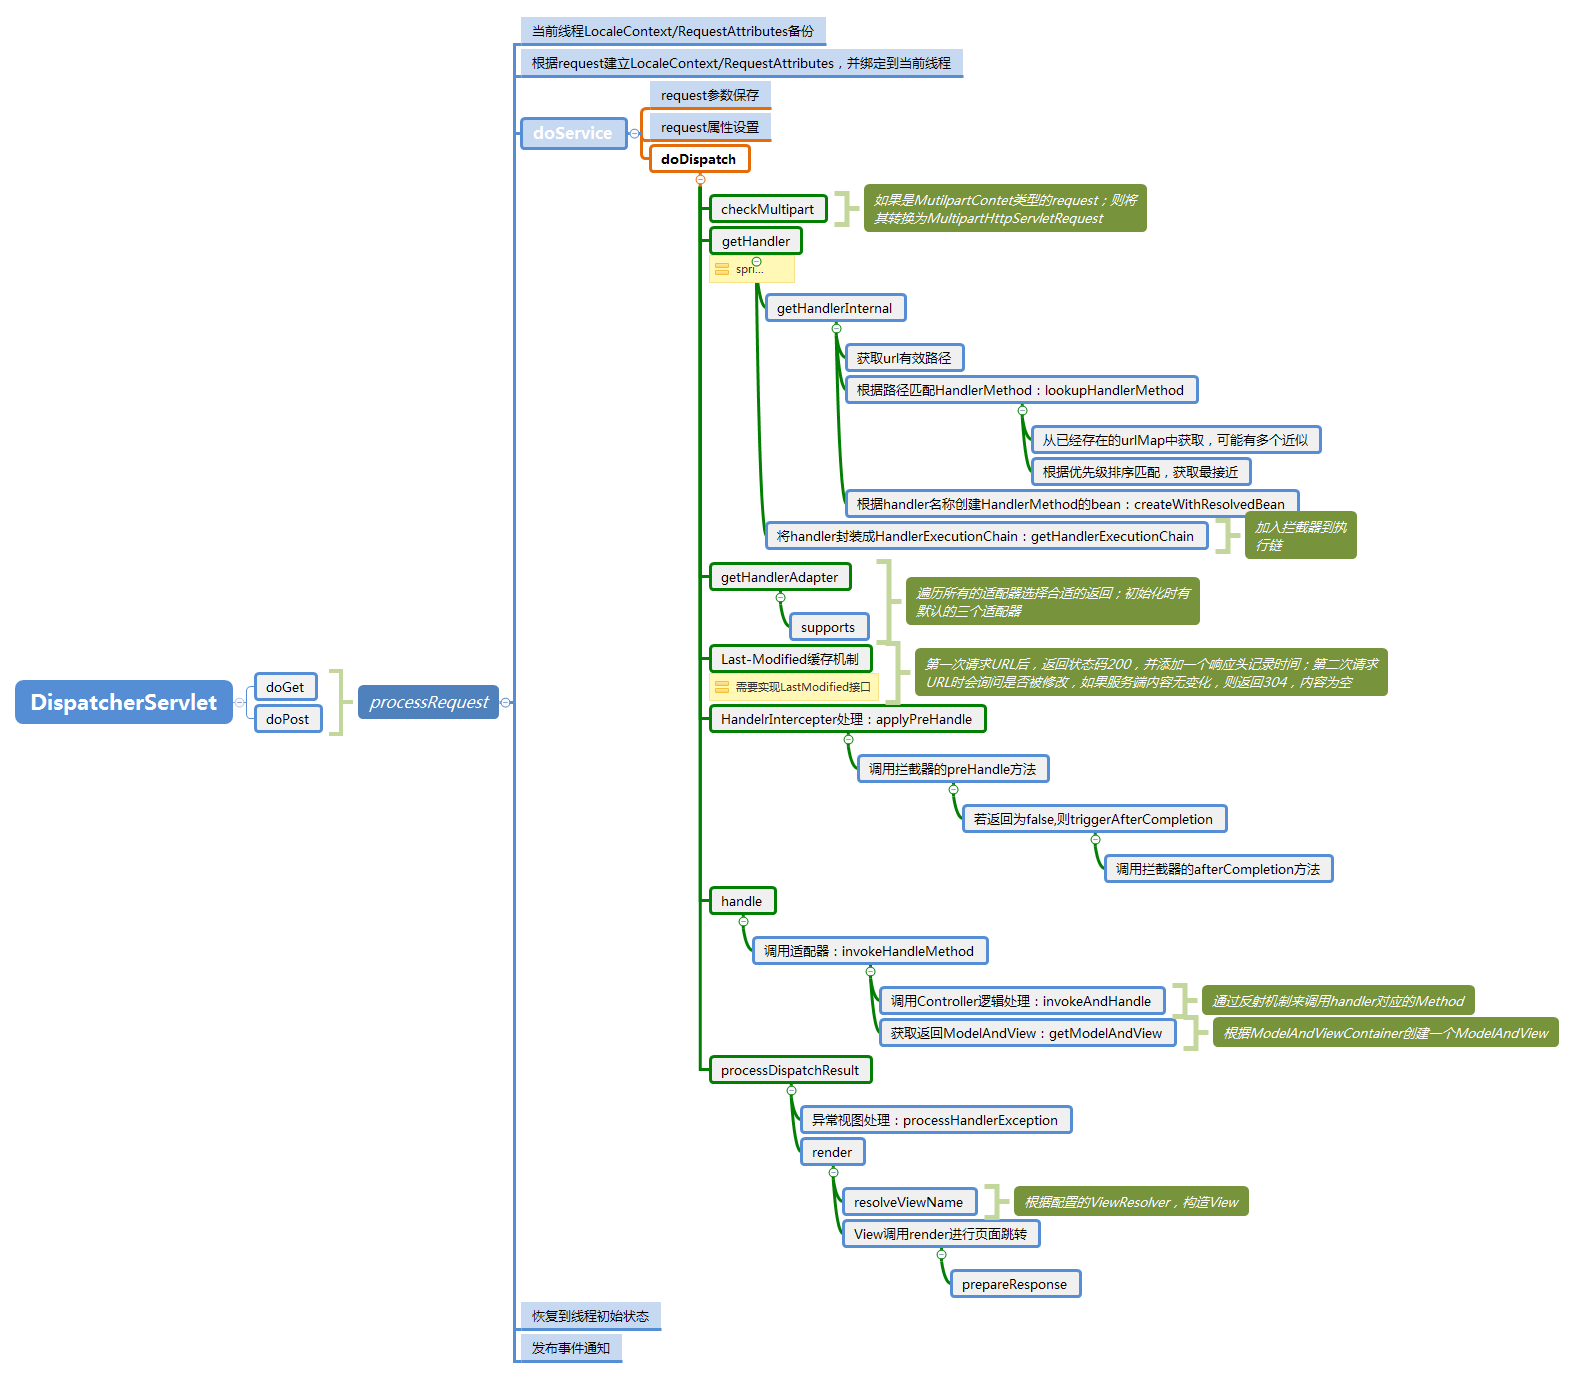 当前线程LocaleContext/RequestAttributes备份
根据request建立LocaleContext/RequestAttributes，并绑定到当前线程
request参数保存
request属性设置
doService
doDispatch
checkMultipart
如果是MutilpartContet类型的request；则将
其转换为MultipartHttpServletRequest
getHandler
spri...
getHandlerInternal
获取url有效路径
根据路径匹配HandlerMethod：lookupHandlerMethod
从已经存在的urlMap中获取，可能有多个近似
根据优先级排序匹配，获取最接近
根据handler名称创建HandlerMethod的bean：createWithResolvedBean
将handler封装成HandlerExecutionChain：getHandlerExecutionChain
加入拦截器到执
行链
getHandlerAdapter
supports
遍历所有的适配器选择合适的返回；初始化时有
默认的三个适配器
Last-Modified缓存机制
需要实现LastModified接口
第一次请求URL后，返回状态码200，并添加一个响应头记录时间；第二次请求
URL时会询问是否被修改，如果服务端内容无变化，则返回304，内容为空
DispatcherServlet
doGet
doPost
processRequest
HandelrIntercepter处理：applyPreHandle
调用拦截器的preHandle方法
若返回为false,则triggerAfterCompletion
调用拦截器的afterCompletion方法
handle
调用适配器：invokeHandleMethod
调用Controller逻辑处理：invokeAndHandle
通过反射机制来调用handler对应的Method
获取返回ModelAndView：getModelAndView
根据ModelAndViewContainer创建一个ModelAndView
processDispatchResult
异常视图处理：processHandlerException
render
resolveViewName
根据配置的ViewResolver，构造View
View调用render进行页面跳转
prepareResponse
恢复到线程初始状态
发布事件通知